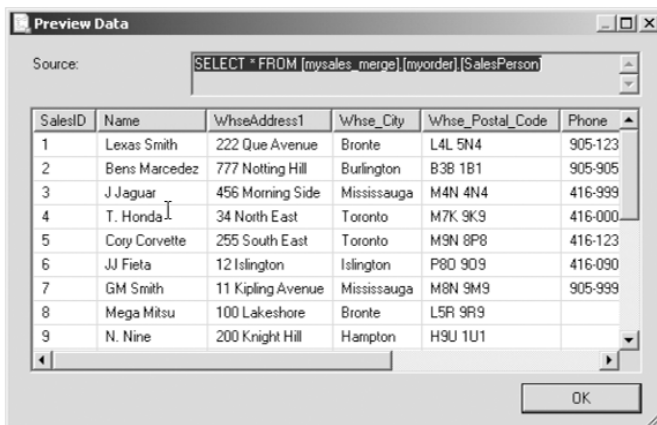 Preview Data
Source:
SELECT * FROM [mysales_merge].[myorder].[SalesPerson]
SalesID Name WhseAddress1 Whse_City Whse_Postal_Code Phone
1 Lexas Smith 222 Que Avenue Bronte L4L 5N4 905-123
2 Bens Marcedez 777 Notting Hill Burlington B3B 1B1 905-905
3 J Jaguar 456 Morning Side Mississauga M4N 4N4 416-999
4 T. Honda 34 North East Toronto M7K 9K9 416-000
5 Cory Corvette 255 South East Toronto M9N 8P8 416-123
6 JJ Fieta 12 Islington Islington P8O 9O9 416-090
7 GM Smith 11 Kipling Avenue Mississauga M8N 9M9 905-999
8 Mega Mitsu 100 Lakeshore Bronte L5R 9R9
9 N. Nine 200 Knight Hill Hampton H9U 1U1
OK